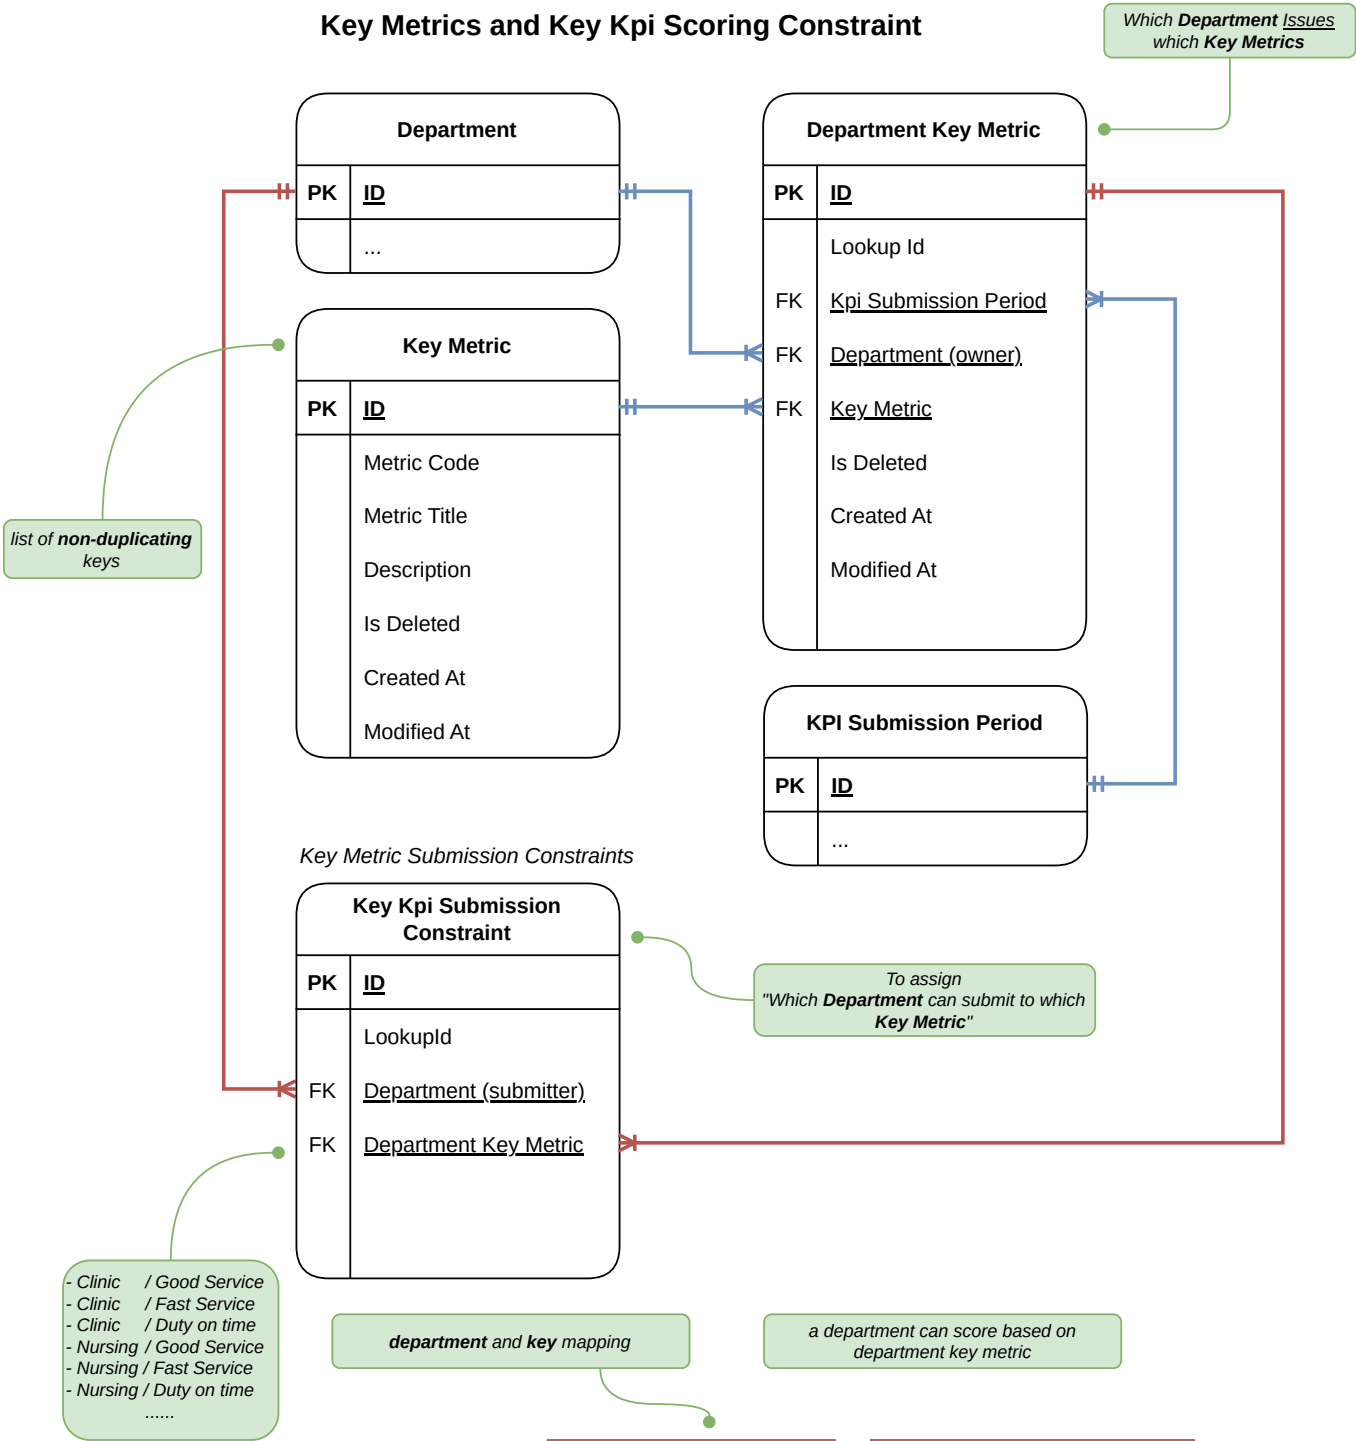 Key Metrics and Key Kpi Scoring Constraint
Which Department Issues
which Key Metrics
Department
PK ID
...
Department Key Metric
PK ID
Lookup Id
FK Kpi Submission Period
FK Department (owner)
FK Key Metric
Is Deleted
Created At
Modified At
Key Metric
PK ID
Metric Code
Metric Title
Description
Is Deleted
Created At
Modified At
list of non-duplicating
keys
KPI Submission Period
PK ID
...
Key Metric Submission Constraints
Key Kpi Submission
Constraint
PK ID
LookupId
FK Department (submitter)
FK Department Key Metric
To assign
"Which Department can submit to which
Key Metric"
- Clinic / Good Service
- Clinic / Fast Service
- Clinic / Duty on time
- Nursing / Good Service
- Nursing / Fast Service
- Nursing / Duty on time
......
department and key mapping
a department can score based on
department key metric